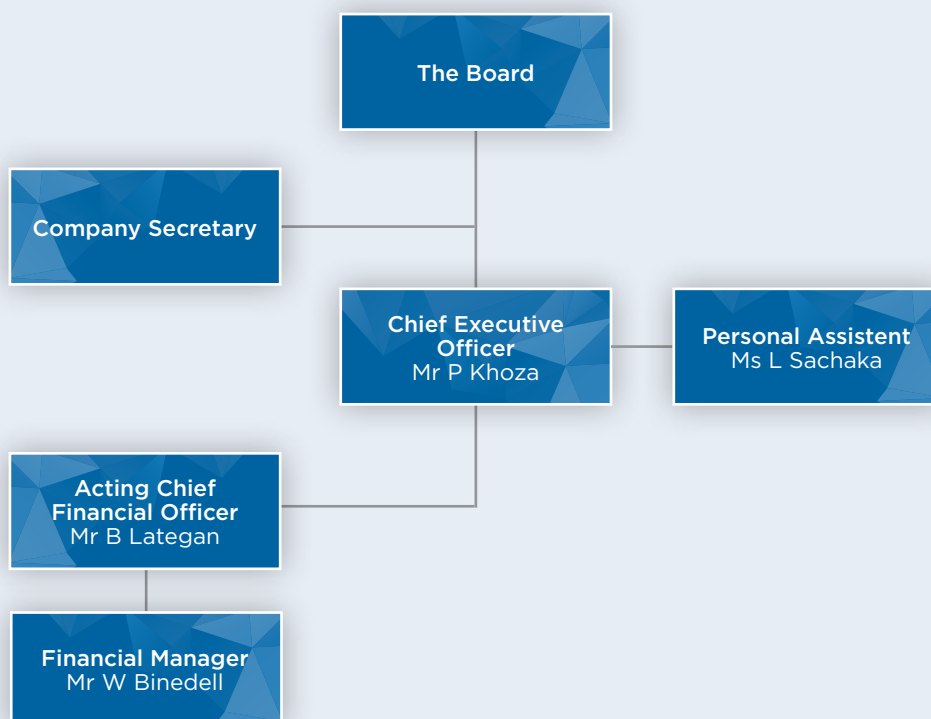 The Board
Company Secretary
Chief Executive
Officer
Mr P Khoza
Personal Assistent
Ms L Sachaka
Acting Chief
Financial Officer
Mr B Lategan
Financial Manager
Mr W Binedell